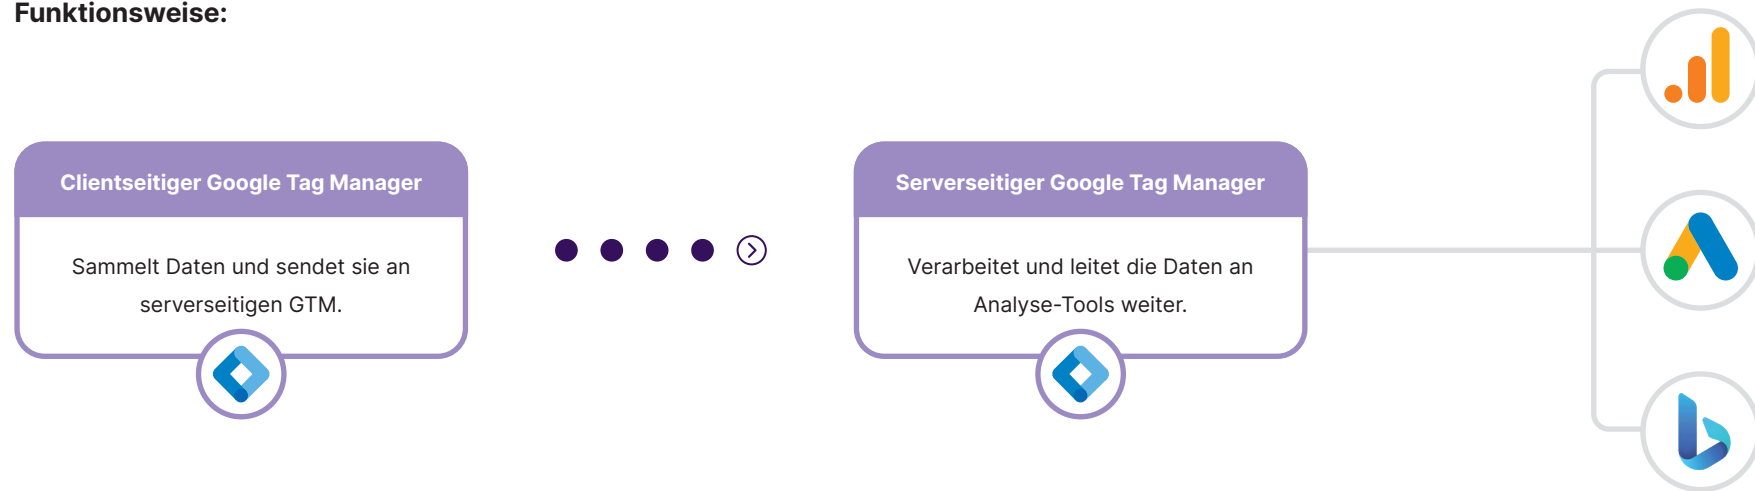 Funktionsweise:
Clientseitiger Google Tag Manager
Sammelt Daten und sendet sie an
serverseitigen GTM.
Serverseitiger Google Tag Manager
Verarbeitet und leitet die Daten an
Analyse-Tools weiter.